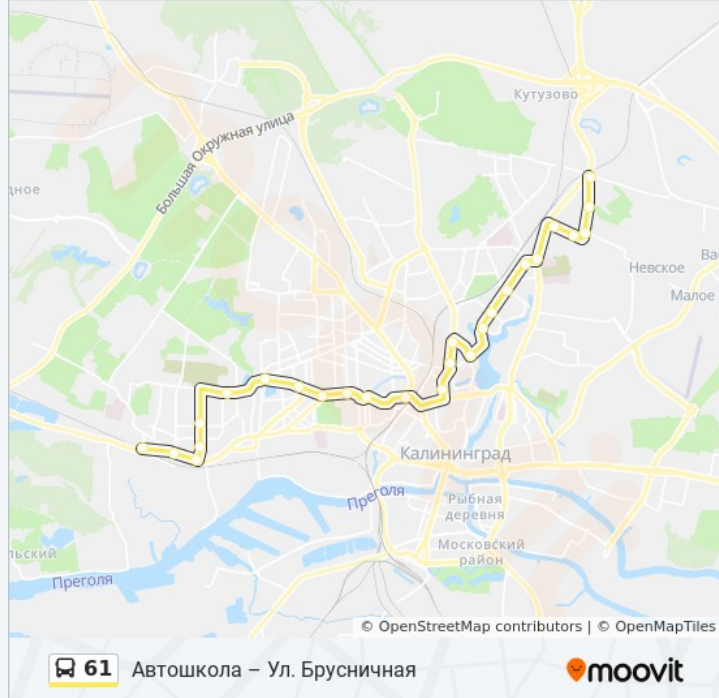 Кутузово
Большая Окружная улица
дное
Невское
Ва
Малое
Калининград
Преголя
Рыбная
деревня
Московский
район
льский
Преголя
© OpenStreetMap contributors | © OpenMapTiles
61 Автошкола – Ул. Брусничная
moovit